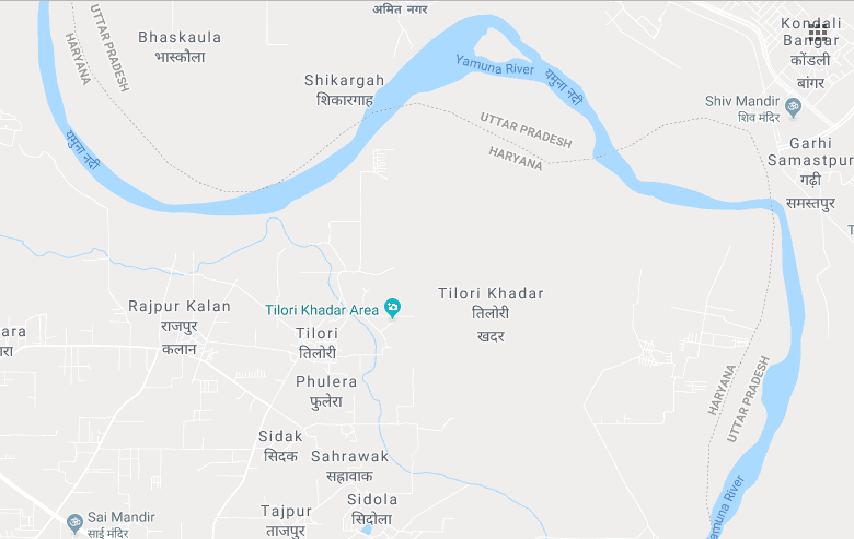 अमित नगर
UTTAR PRADESH
HARYANA
Bhaskaula
भास्कौला
Kondali
Bangar
कोंडली
बांगर
Yamuna River
यमुना नदी
Shikargah
शिकारगाह
Shiv Mandir
शिव मंदिर
UTTAR PRADESH
HARYANA
यमुना नदी
Garhi
Samastpur
गढ़ी
समस्तपुर
Tilori Khadar
तिलोरी
खदर
Rajpur Kalan
राजपुर
कलान
Tilori Khadar Area
Tilori
तिलोरी
ara
ारा
Phulera
फुलेरा
HARYANA
UTTAR PRADESH
Sidak
सिदक
Sahrawak
सह्रावाक
Sidola
सिदोला
Tajpur
ताजपुर
Sai Mandir
साई मंदिर
amuna River